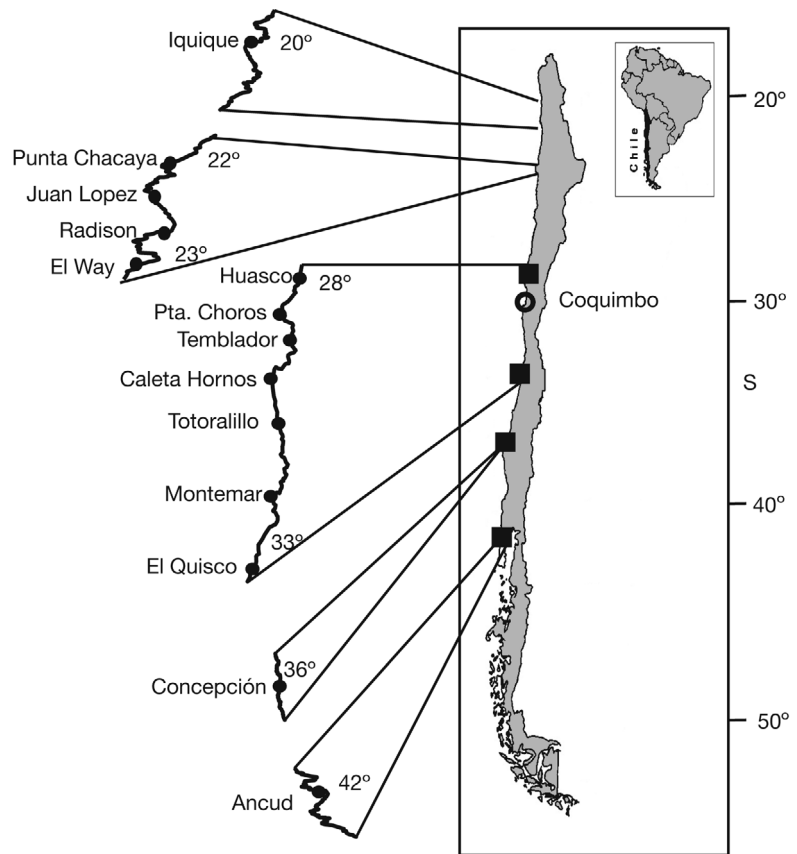 Iquique
20º
Punta Chacaya
22º
Juan Lopez
Radison
23º
El Way
Huasco
28º
Pta. Choros
Temblador
Caleta Hornos
Totoralillo
Montemar
33º
El Quisco
36º
Concepción
42º
Ancud
Coquimbo
Chile
20º
30º
S
40º
50º